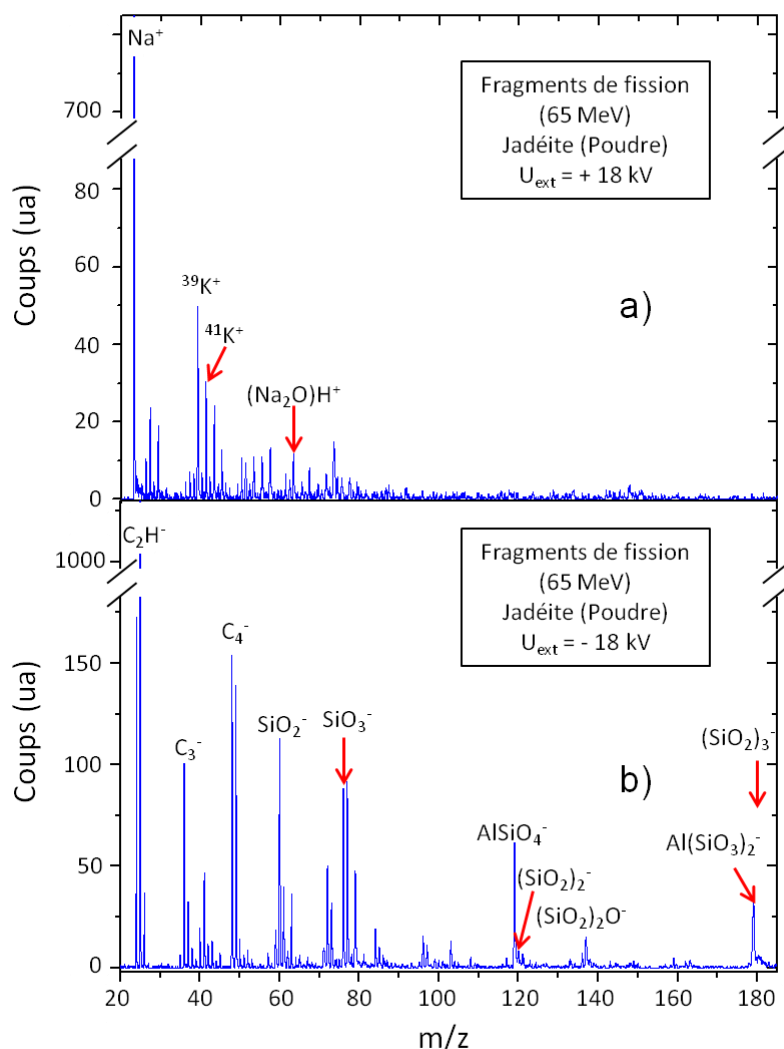 Na⁺
700
Fragments de fission
(65 MeV)
Jadéite (Poudre)
Uₑₓₜ = + 18 kV
80
60
40
20
0
Coups (ua)
³⁹K⁺
⁴¹K⁺
(Na₂O)H⁺
a)
C₂H⁻
1000
Fragments de fission
(65 MeV)
Jadéite (Poudre)
Uₑₓₜ = - 18 kV
150
100
50
0
Coups (ua)
C₄⁻
C₃⁻
SiO₂⁻
SiO₃⁻
(SiO₂)₃⁻
b)
AlSiO₄⁻
Al(SiO₃)₂⁻
(SiO₂)₂⁻
(SiO₂)₂O⁻
20 40 60 80 100 120 140 160 180
m/z